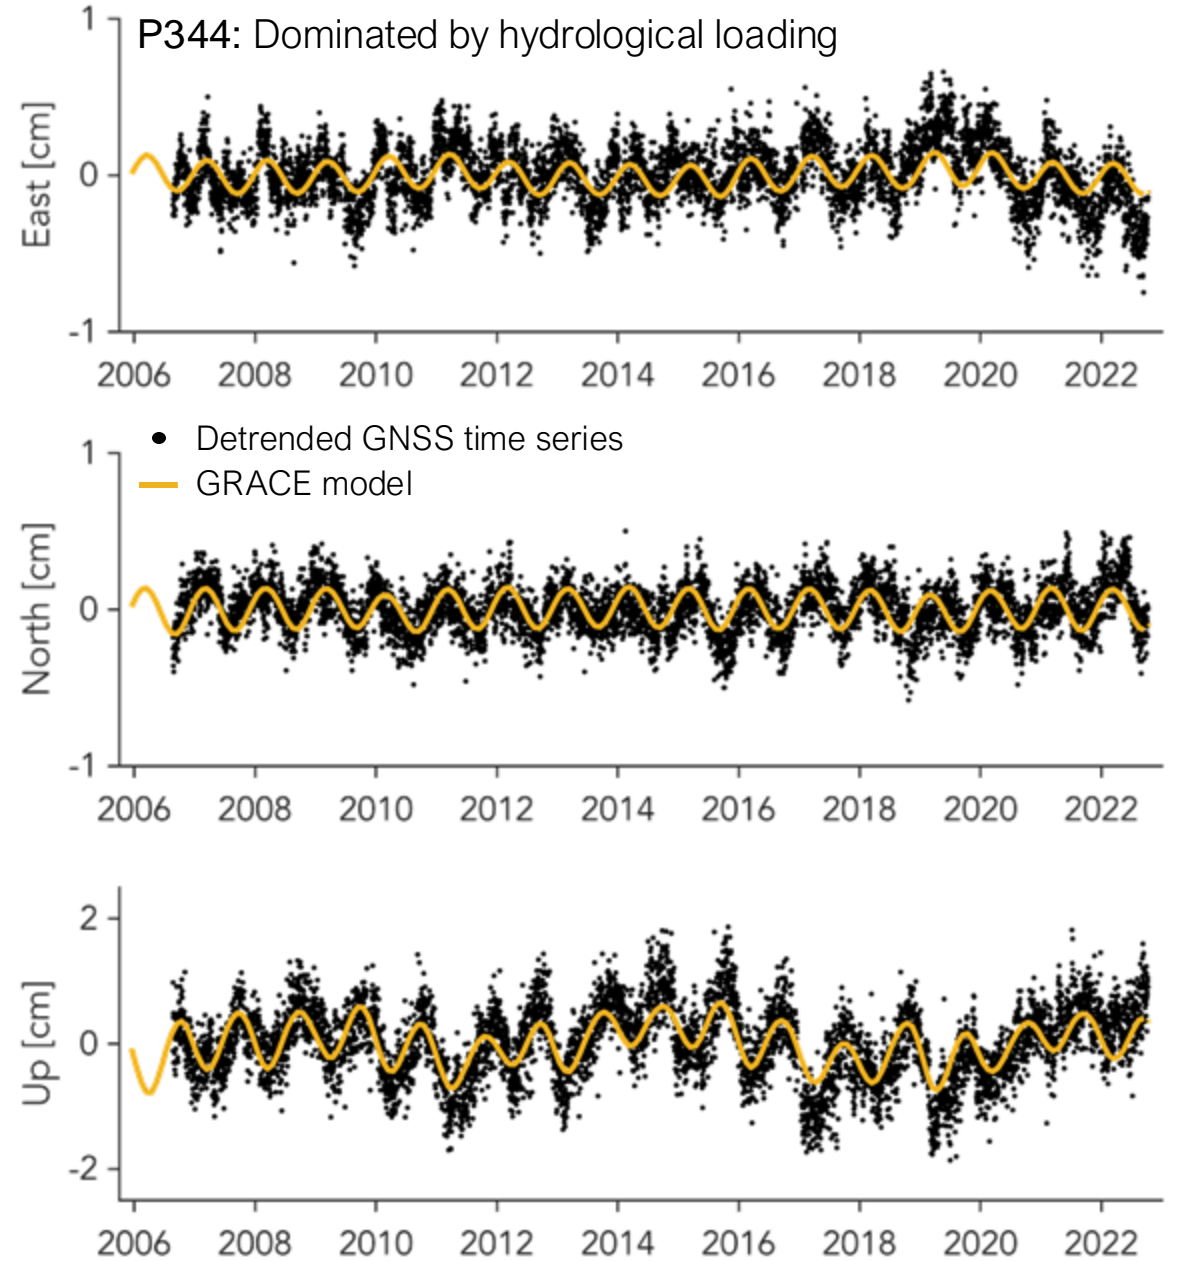 P344: Dominated by hydrological loading
East [cm]
1
0
-1
2006 2008 2010 2012 2014 2016 2018 2020 2022
Detrended GNSS time series
GRACE model
North [cm]
1
0
-1
2006 2008 2010 2012 2014 2016 2018 2020 2022
Up [cm]
2
0
-2
2006 2008 2010 2012 2014 2016 2018 2020 2022